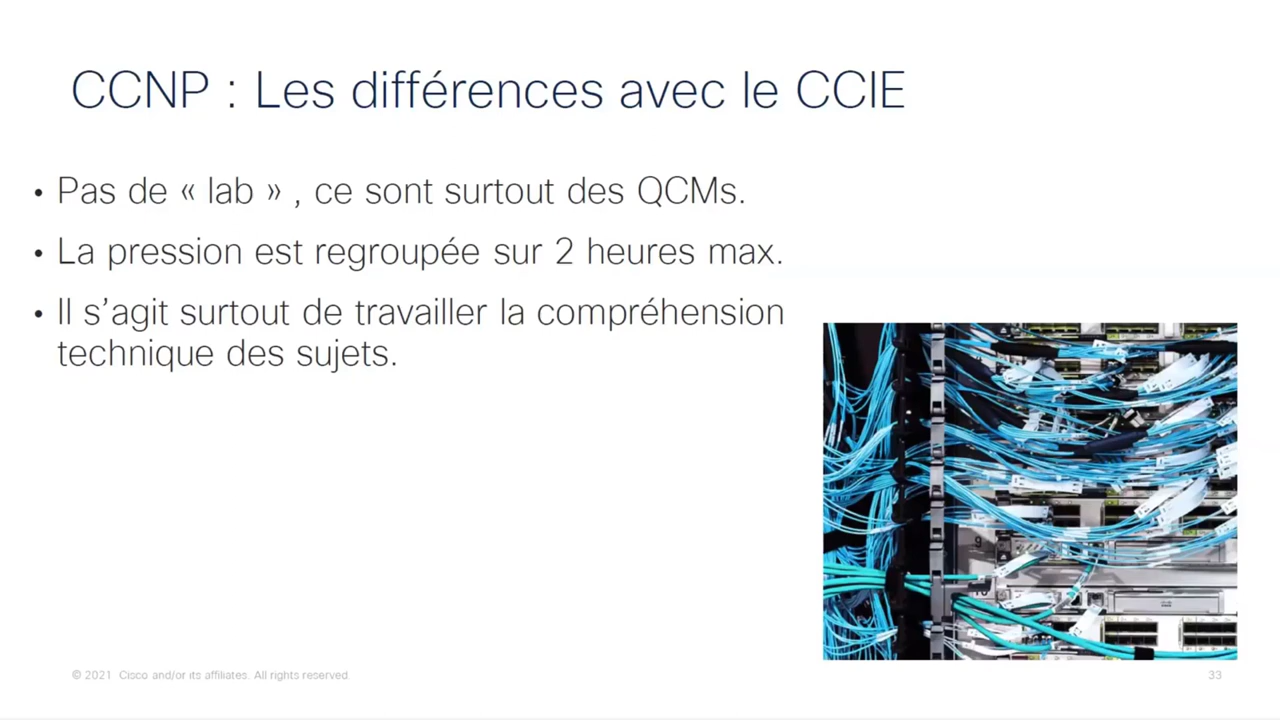 CCNP : Les différences avec le CCIE
• Pas de « lab » , ce sont surtout des QCMs.
• La pression est regroupée sur 2 heures max.
• Il s’agit surtout de travailler la compréhension
technique des sujets.
9
10
© 2021 Cisco and/or its affiliates. All rights reserved
33